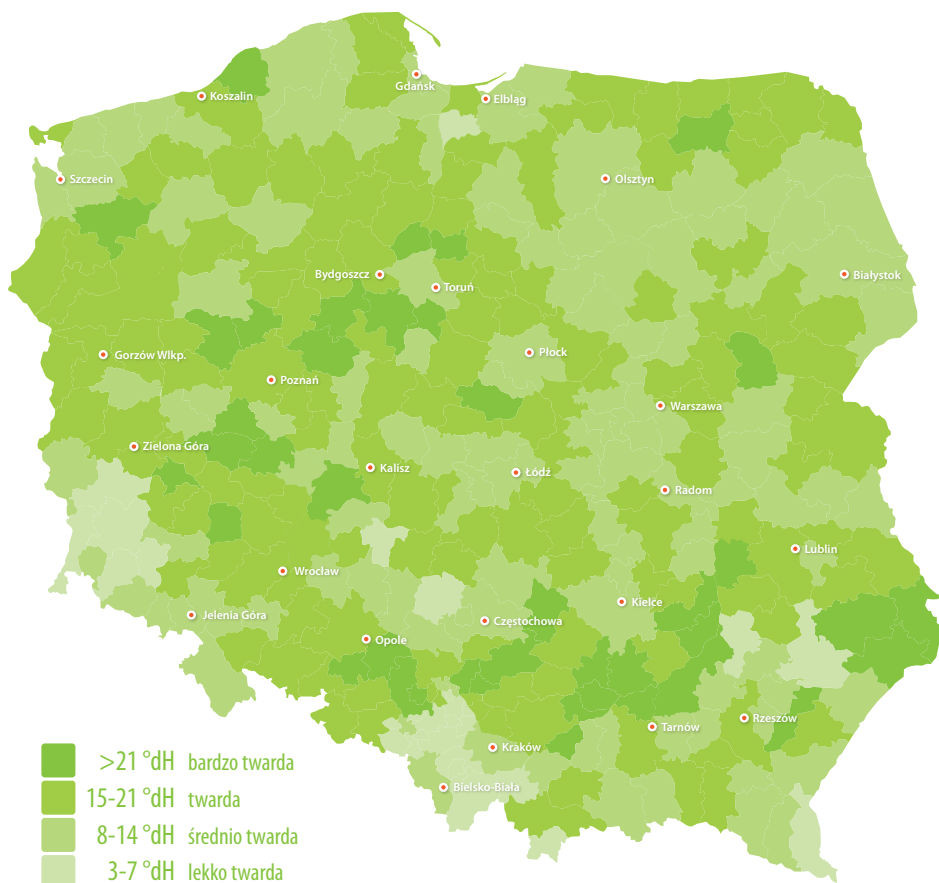 Koszalin
Gdańsk
Elbląg
Szczecin
Olsztyn
Bydgoszcz
Toruń
Białystok
Gorzów Wlkp.
Płock
Poznań
Warszawa
Zielona Góra
Kalisz
Łódź
Radom
Lublin
Wrocław
Kielce
Jelenia Góra
Częstochowa
Opole
Rzeszów
Tarnów
Kraków
Bielsko-Biała
>21 °dH bardzo twarda
15-21 °dH twarda
8-14 °dH średnio twarda
3-7 °dH lekko twarda